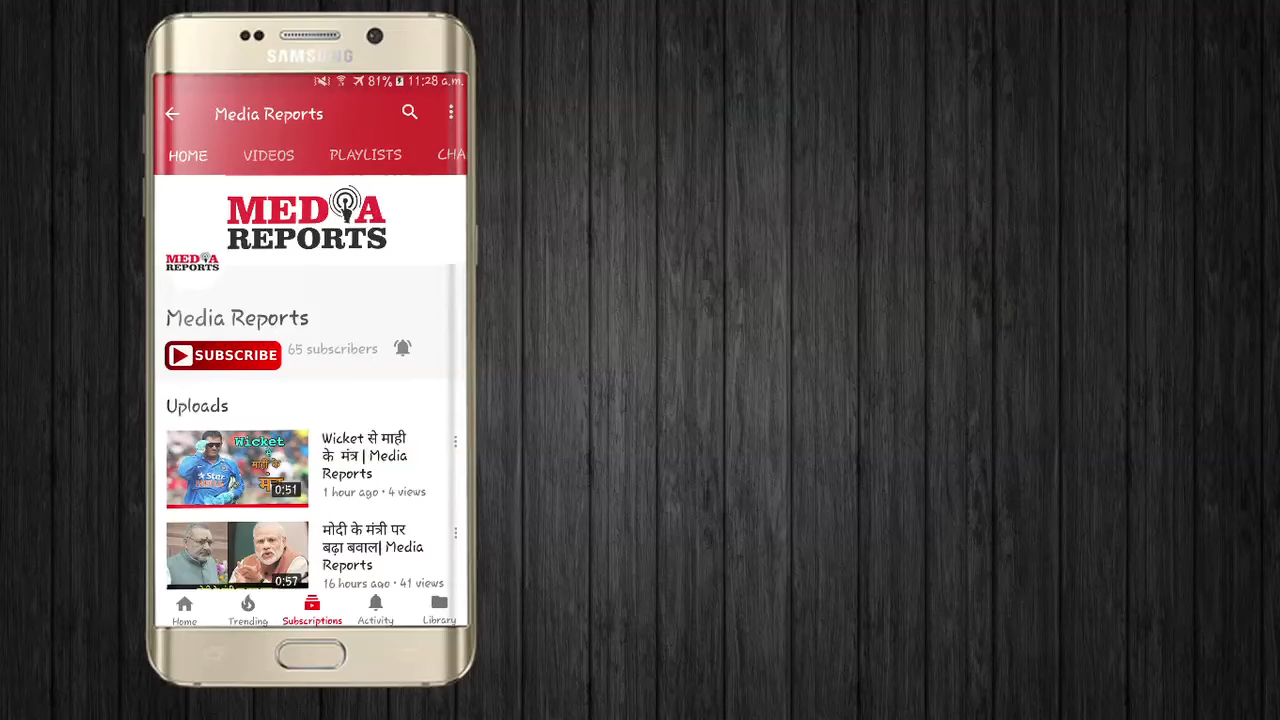 SAMSUNG
81% 11:28 a.m.
Media Reports
HOME VIDEOS PLAYLISTS CHA
MEDIA
REPORTS
MEDIA
REPORTS
Media Reports
SUBSCRIBE 65 subscribers
Uploads
Wicket
से
माही के
मंत्र
0:51
Wicket से माही
के मंत्र | Media
Reports
1 hour ago • 4 views
0:57
मोदी के मंत्री पर
बढ़ा बवाल| Media
Reports
16 hours ago • 41 views
Home Trending Subscriptions Activity Library